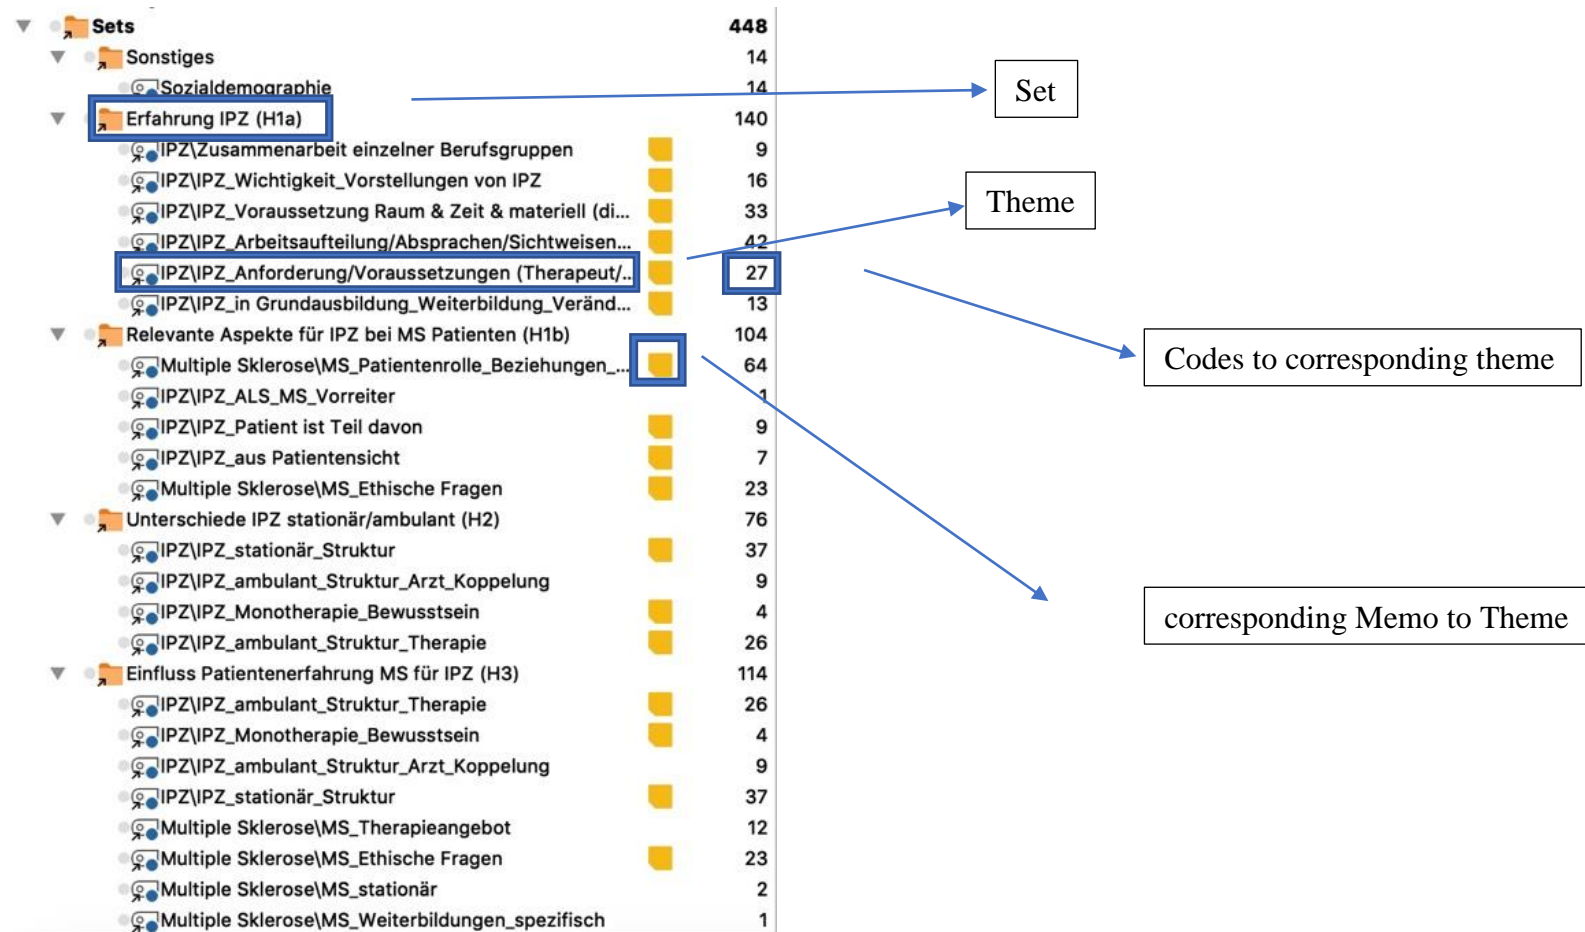 Sets 448
Sonstiges 14
Sozialdemographie 14
Set
Erfahrung IPZ (H1a) 140
IPZ\Zusammenarbeit einzelner Berufsgruppen 9
IPZ\IPZ_Wichtigkeit_Vorstellungen von IPZ 16
Theme
IPZ\IPZ_Voraussetzung Raum & Zeit & materiell (di... 33
IPZ\IPZ_Arbeitsaufteilung/Absprachen/Sichtweisen... 42
IPZ\IPZ_Anforderung/Voraussetzungen (Therapeut/... 27
IPZ\IPZ_in Grundausbildung_Weiterbildung_Veränd... 13
Relevante Aspekte für IPZ bei MS Patienten (H1b) 104
Codes to corresponding theme
Multiple Sklerose\MS_Patientenrolle_Beziehungen_... 64
IPZ\IPZ_ALS_MS_Vorreiter 1
IPZ\IPZ_Patient ist Teil davon 9
IPZ\IPZ_aus Patientensicht 7
Multiple Sklerose\MS_Ethische Fragen 23
Unterschiede IPZ stationär/ambulant (H2) 76
IPZ\IPZ_stationär_Struktur 37
IPZ\IPZ_ambulant_Struktur_Arzt_Koppelung 9
IPZ\IPZ_Monotherapie_Bewusstsein 4
corresponding Memo to Theme
IPZ\IPZ_ambulant_Struktur_Therapie 26
Einfluss Patientenerfahrung MS für IPZ (H3) 114
IPZ\IPZ_ambulant_Struktur_Therapie 26
IPZ\IPZ_Monotherapie_Bewusstsein 4
IPZ\IPZ_ambulant_Struktur_Arzt_Koppelung 9
IPZ\IPZ_stationär_Struktur 37
Multiple Sklerose\MS_Therapieangebot 12
Multiple Sklerose\MS_Ethische Fragen 23
Multiple Sklerose\MS_stationär 2
Multiple Sklerose\MS_Weiterbildungen_spezifisch 1